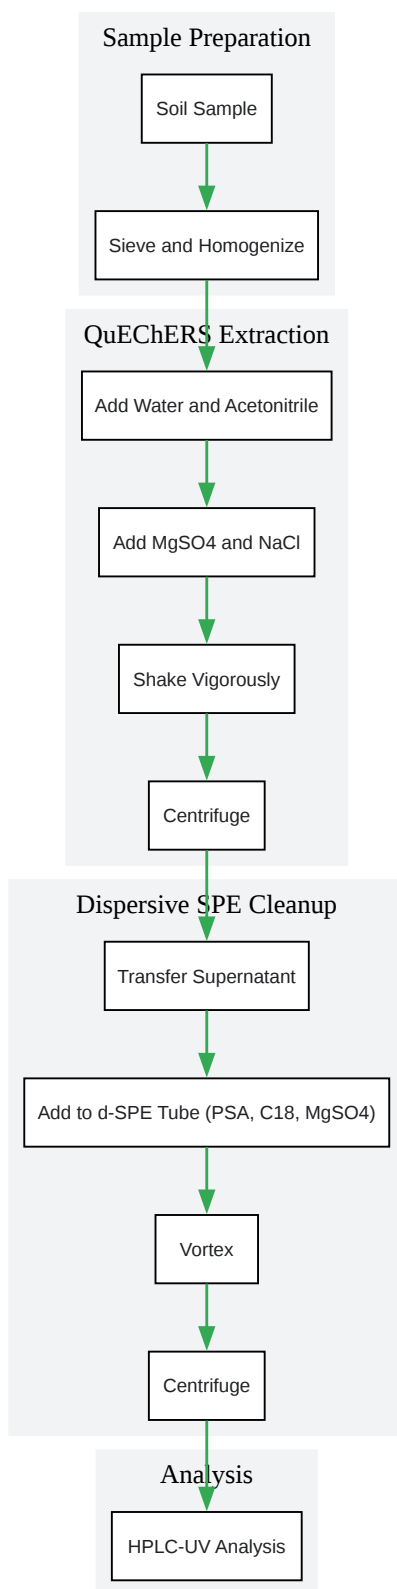 Sample Preparation
Soil Sample
Sieve and Homogenize
QuEChERS Extraction
Add Water and Acetonitrile
Add MgSO4 and NaCl
Shake Vigorously
Centrifuge
Dispersive SPE Cleanup
Transfer Supernatant
Add to d-SPE Tube (PSA, C18, MgSO4)
Vortex
Centrifuge
Analysis
HPLC-UV Analysis